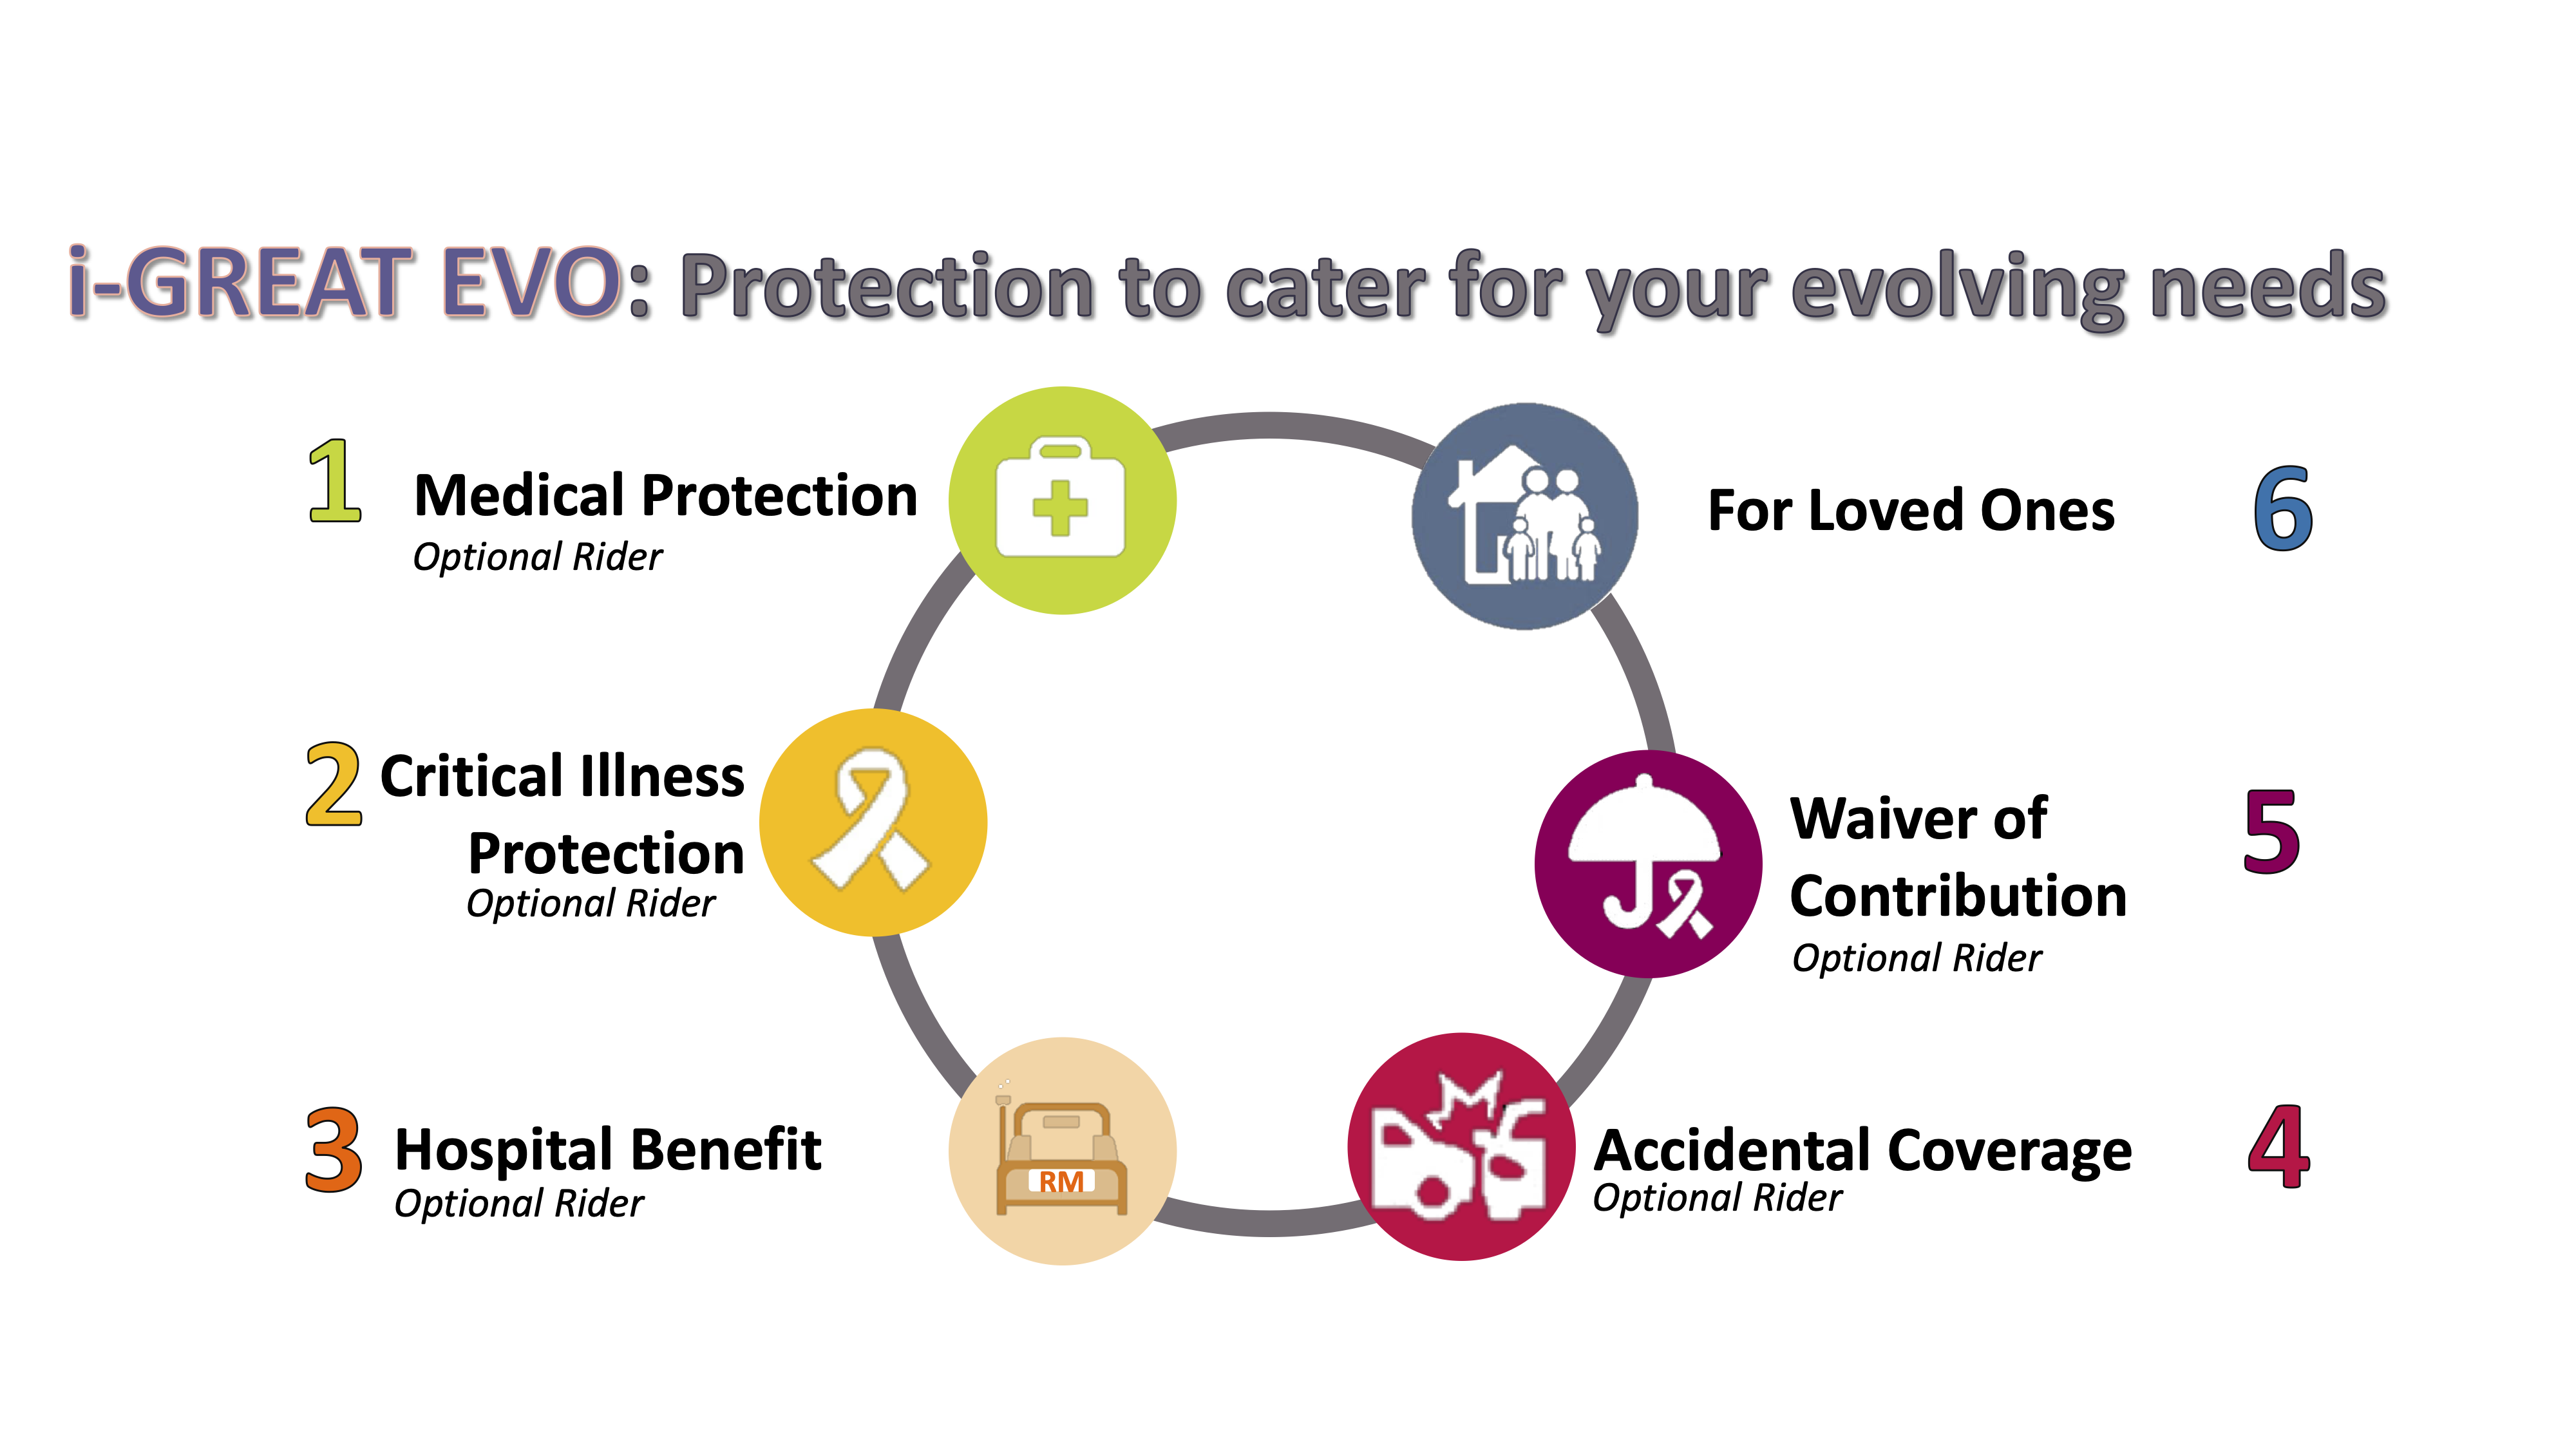 i-GREAT EVO: Protection to cater for your evolving needs
1
Medical Protection
Optional Rider
2
Critical Illness
Protection
Optional Rider
3
Hospital Benefit
Optional Rider
RM
Accidental Coverage
Optional Rider
4
Waiver of
Contribution
Optional Rider
5
For Loved Ones
6